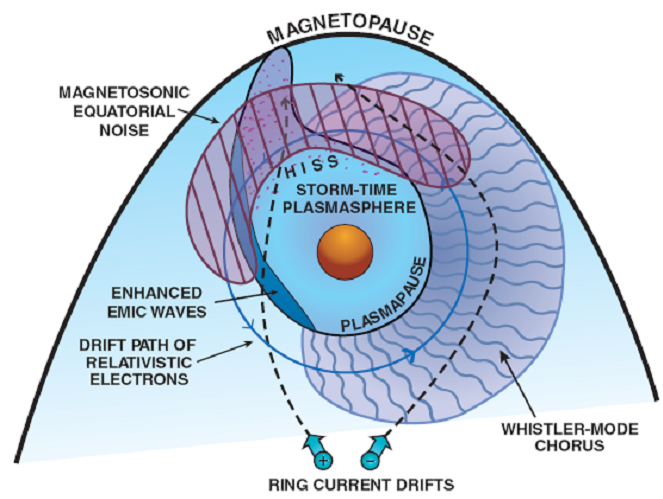 MAGNETOPAUSE
MAGNETOSONIC
EQUATORIAL
NOISE
HISS
STORM-TIME
PLASMASPHERE
ENHANCED
EMIC WAVES
PLASMAPAUSE
DRIFT PATH OF
RELATIVISTIC
ELECTRONS
WHISTLER-MODE
CHORUS
+
−
RING CURRENT DRIFTS